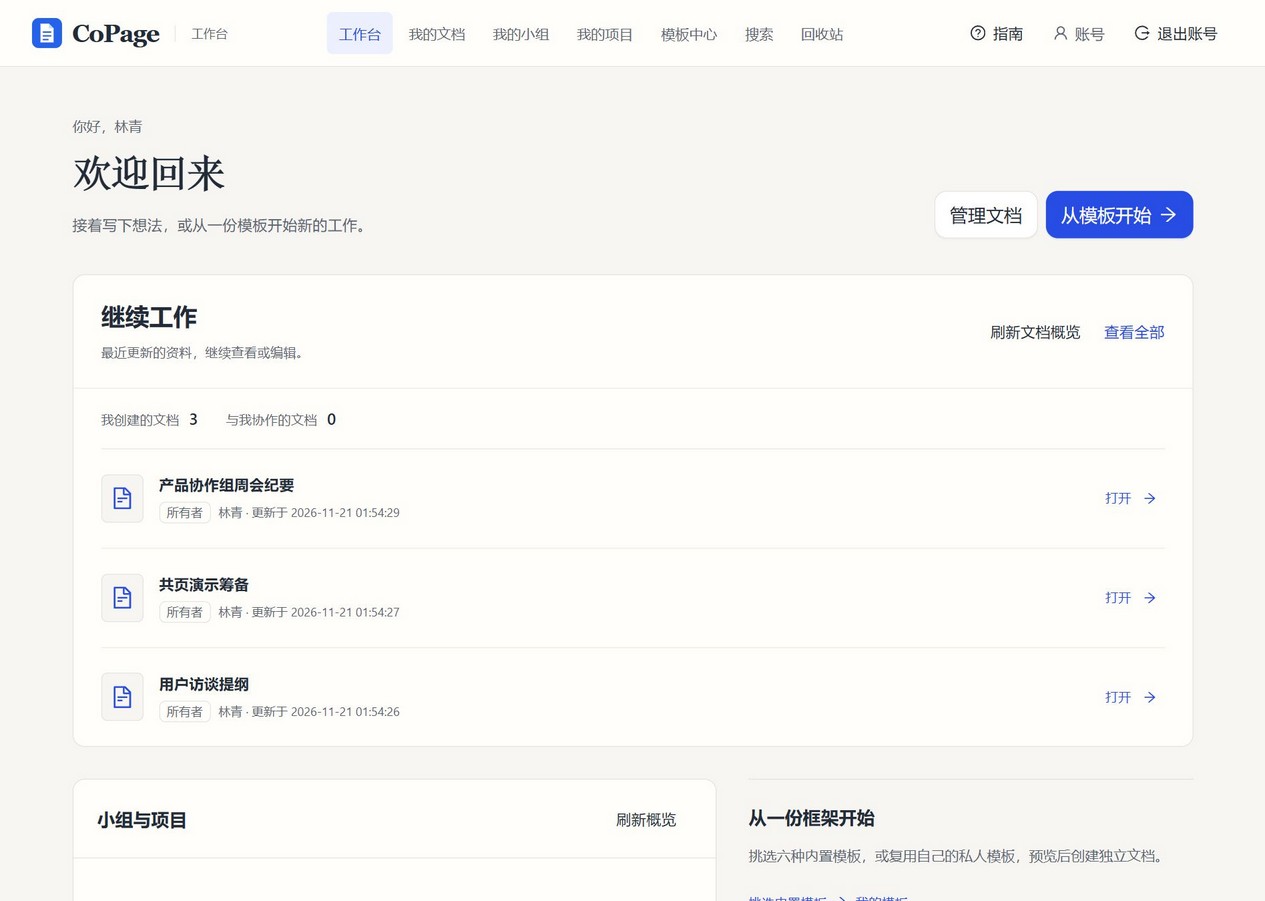 CoPage 工作台 工作台 我的文档 我的小组 我的项目 模板中心 搜索 回收站 指南 账号 退出账号
你好，林青
欢迎回来
接着写下想法，或从一份模板开始新的工作。
管理文档 从模板开始
继续工作
最近更新的资料，继续查看或编辑。
刷新文档概览 查看全部
我创建的文档 3 与我协作的文档 0
产品协作组周会纪要
所有者 林青 · 更新于 2026-11-21 01:54:29
打开
共页演示筹备
所有者 林青 · 更新于 2026-11-21 01:54:27
打开
用户访谈提纲
所有者 林青 · 更新于 2026-11-21 01:54:26
打开
小组与项目 刷新概览
从一份框架开始
挑选六种内置模板，或复用自己的私人模板，预览后创建独立文档。
挑选内置模板 我的模板